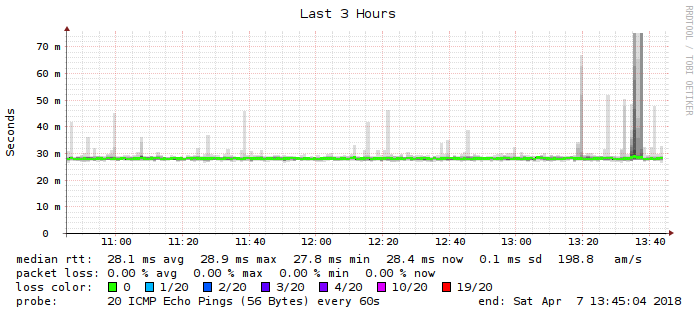 Last 3 Hours
RRDTOOL / TOBI OETIKER
Seconds
70 m
60 m
50 m
40 m
30 m
20 m
10 m
0
11:00 11:20 11:40 12:00 12:20 12:40 13:00 13:20 13:40
median rtt: 28.1 ms avg 28.9 ms max 27.8 ms min 28.4 ms now 0.1 ms sd 198.8 am/s
packet loss: 0.00 % avg 0.00 % max 0.00 % min 0.00 % now
loss color: 0 1/20 2/20 3/20 4/20 10/20 19/20
probe: 20 ICMP Echo Pings (56 Bytes) every 60s end: Sat Apr 7 13:45:04 2018